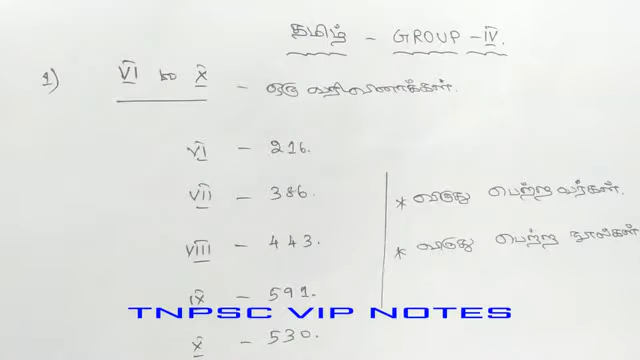 தமிழ் - GROUP - IV.
1) VI to X - ஒரு வரி வினாக்கள்.
VI - 216.
VII - 386.
VIII - 443.
IX - 591.
X - 530.
* விருது பெற்றவர்கள்.
* விருது பெற்ற நூல்கள்
TNPSC VIP NOTES